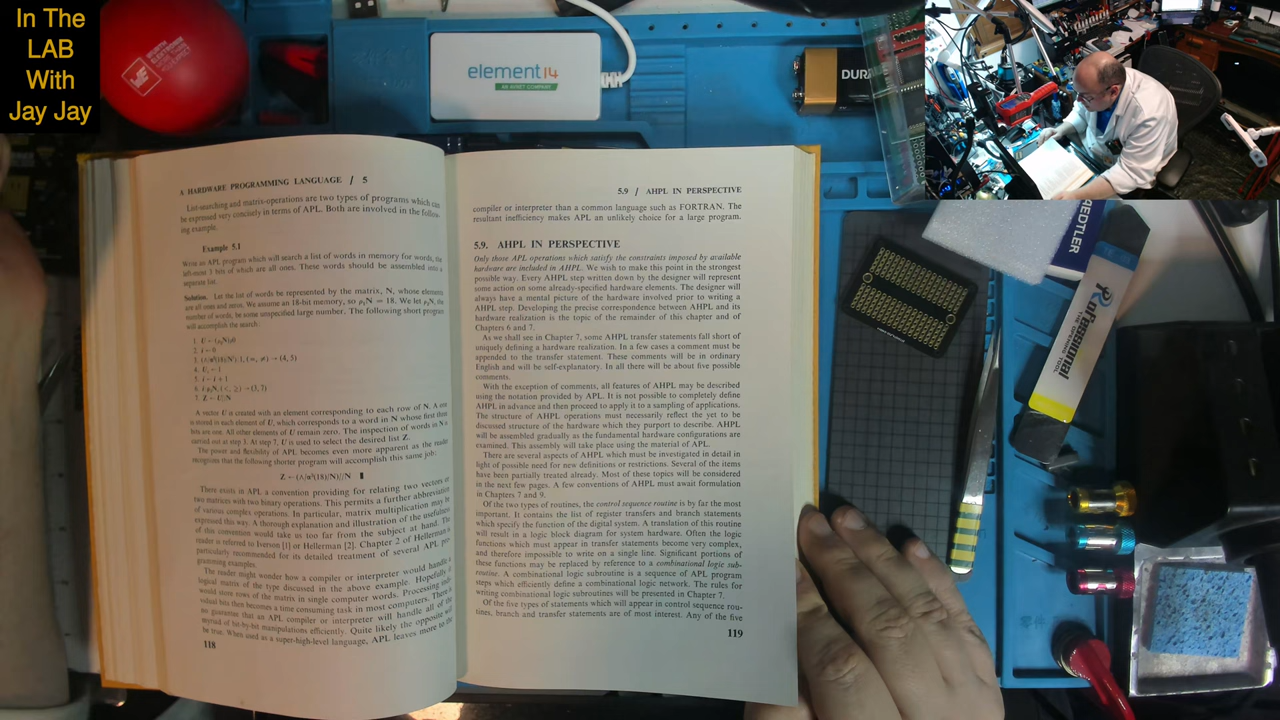 In The
LAB
With
Jay Jay
element14
AN AVNET COMPANY
DURA
STAEDTLER
Professional
A HARDWARE PROGRAMMING LANGUAGE / 5
List-searching and matrix-operations are two types of programs which can
be expressed very concisely in terms of APL. Both are involved in the follow-
ing example.
Example 5.1
Write an APL program which will search a list of words in memory for words, the
left-most 3 bits of which are all ones. These words should be assembled into a
separate list.
Solution. Let the list of words be represented by the matrix, N, whose elements
are all ones and zeros. We assume an 18-bit memory, so ρ₁N = 18. We let ρ₂N, the
number of words, be some unspecified large number. The following short program
will accomplish the search:
1. U ← (ρ₂N)ρ0
2. i ← 0
5. i ← i + 1
7. Z ← U//N
A vector U is created with an element corresponding to each row of N. A one
is stored in each element of U, which corresponds to a word in N whose first three
bits are one. All other elements of U remain zero. The inspection of words in N is
carried out at step 3. At step 7, U is used to select the desired list Z.
The power and flexibility of APL becomes even more apparent as the reader
recognizes that the following shorter program will accomplish this same job:
Z ← (∧/α³(18)/N)//N
There exists in APL a convention providing for relating two vectors or
two matrices with two binary operations. This permits a further abbreviation
of various complex operations. In particular, matrix multiplication may be
expressed this way. A thorough explanation and illustration of the usefulness
of this convention would take us too far from the subject at hand. The
reader is referred to Iverson [1] or Hellerman [2]. Chapter 2 of Hellerman is
particularly recommended for its detailed treatment of several APL pro-
gramming examples.
The reader might wonder how a compiler or interpreter would handle a
logical matrix of the type discussed in the above example. Hopefully, it
would store rows of the matrix in single computer words. Processing indi-
vidual bits then becomes a time consuming task in most computers. There is
no guarantee that an APL compiler or interpreter will handle all of the
myriad of bit-by-bit manipulations efficiently. Quite likely the opposite will
be true. When used as a super-high-level language, APL leaves more to the
118
5.9 / AHPL IN PERSPECTIVE
compiler or interpreter than a common language such as FORTRAN. The
resultant inefficiency makes APL an unlikely choice for a large program.
5.9. AHPL IN PERSPECTIVE
Only those APL operations which satisfy the constraints imposed by available
hardware are included in AHPL. We wish to make this point in the strongest
possible way. Every AHPL step written down by the designer will represent
some action on some already-specified hardware elements. The designer will
always have a mental picture of the hardware involved prior to writing a
AHPL step. Developing the precise correspondence between AHPL and its
hardware realization is the topic of the remainder of this chapter and of
Chapters 6 and 7.
As we shall see in Chapter 7, some AHPL transfer statements fall short of
uniquely defining a hardware realization. In a few cases a comment must be
appended to the transfer statement. These comments will be in ordinary
English and will be self-explanatory. In all there will be about five possible
comments.
With the exception of comments, all features of AHPL may be described
using the notation provided by APL. It is not possible to completely define
AHPL in advance and then proceed to apply it to a sampling of applications.
The structure of AHPL operations must necessarily reflect the yet to be
discussed structure of the hardware which they purport to describe. AHPL
will be assembled gradually as the fundamental hardware configurations are
examined. This assembly will take place using the material of APL.
There are several aspects of AHPL which must be investigated in detail in
light of possible need for new definitions or restrictions. Several of the items
have been partially treated already. Most of these topics will be considered
in the next few pages. A few conventions of AHPL must await formulation
in Chapters 7 and 9.
Of the two types of routines, the control sequence routine is by far the most
important. It contains the list of register transfers and branch statements
which specify the function of the digital system. A translation of this routine
will result in a logic block diagram for system hardware. Often the logic
functions which must appear in transfer statements become very complex,
and therefore impossible to write on a single line. Significant portions of
these functions may be replaced by reference to a combinational logic sub-
routine. A combinational logic subroutine is a sequence of APL program
steps which efficiently define a combinational logic network. The rules for
writing combinational logic subroutines will be presented in Chapter 7.
Of the five types of statements which will appear in control sequence rou-
tines, branch and transfer statements are of most interest. Any of the five
119